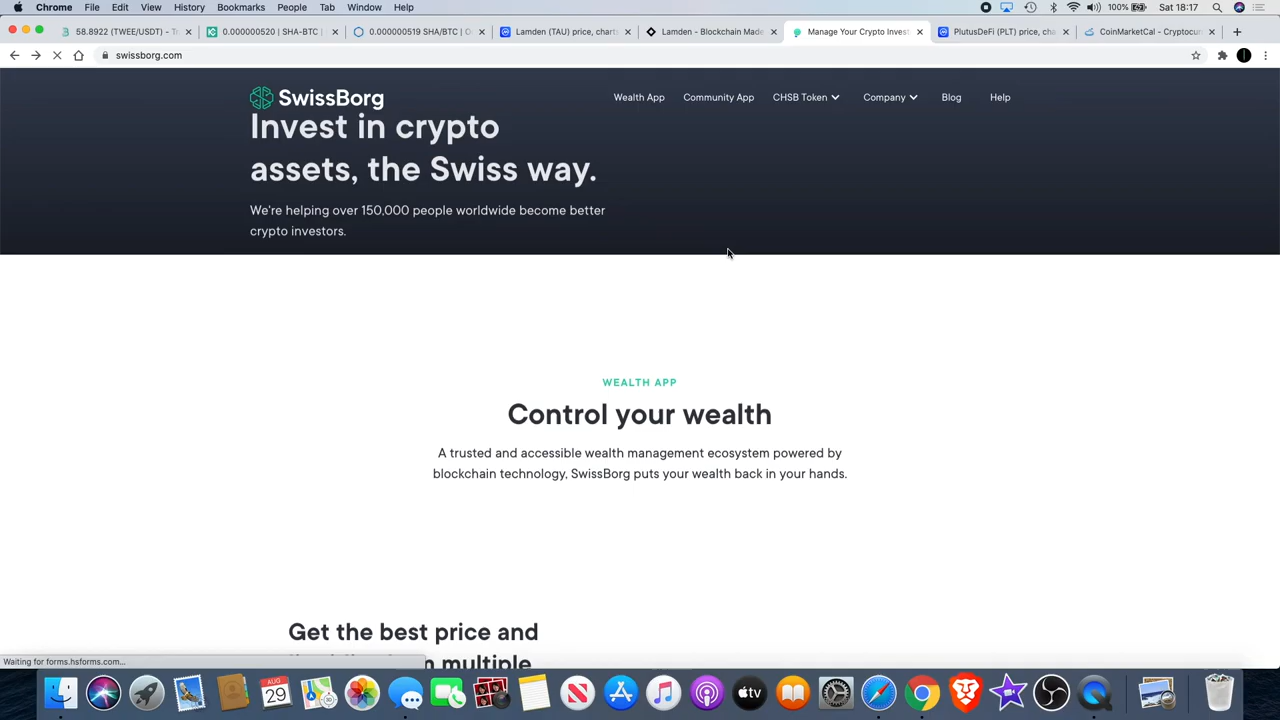 Chrome File Edit View History Bookmarks People Tab Window Help 100% Sat 18:17
58.8922 (TWEE/USDT) - T
0.000000520 | SHA-BTC |
0.000000519 SHA/BTC | O
Lamden (TAU) price, chart
Lamden - Blockchain Made
Manage Your Crypto Invest
PlutusDeFi (PLT) price, cha
CoinMarketCal - Cryptocur
swissborg.com
SwissBorg
Wealth App Community App CHSB Token Company Blog Help
Invest in crypto
assets, the Swiss way.
We're helping over 150,000 people worldwide become better
crypto investors.
WEALTH APP
Control your wealth
A trusted and accessible wealth management ecosystem powered by
blockchain technology, SwissBorg puts your wealth back in your hands.
Get the best price and
multiple
Waiting for forms.hsforms.com...
AUG
29
tv